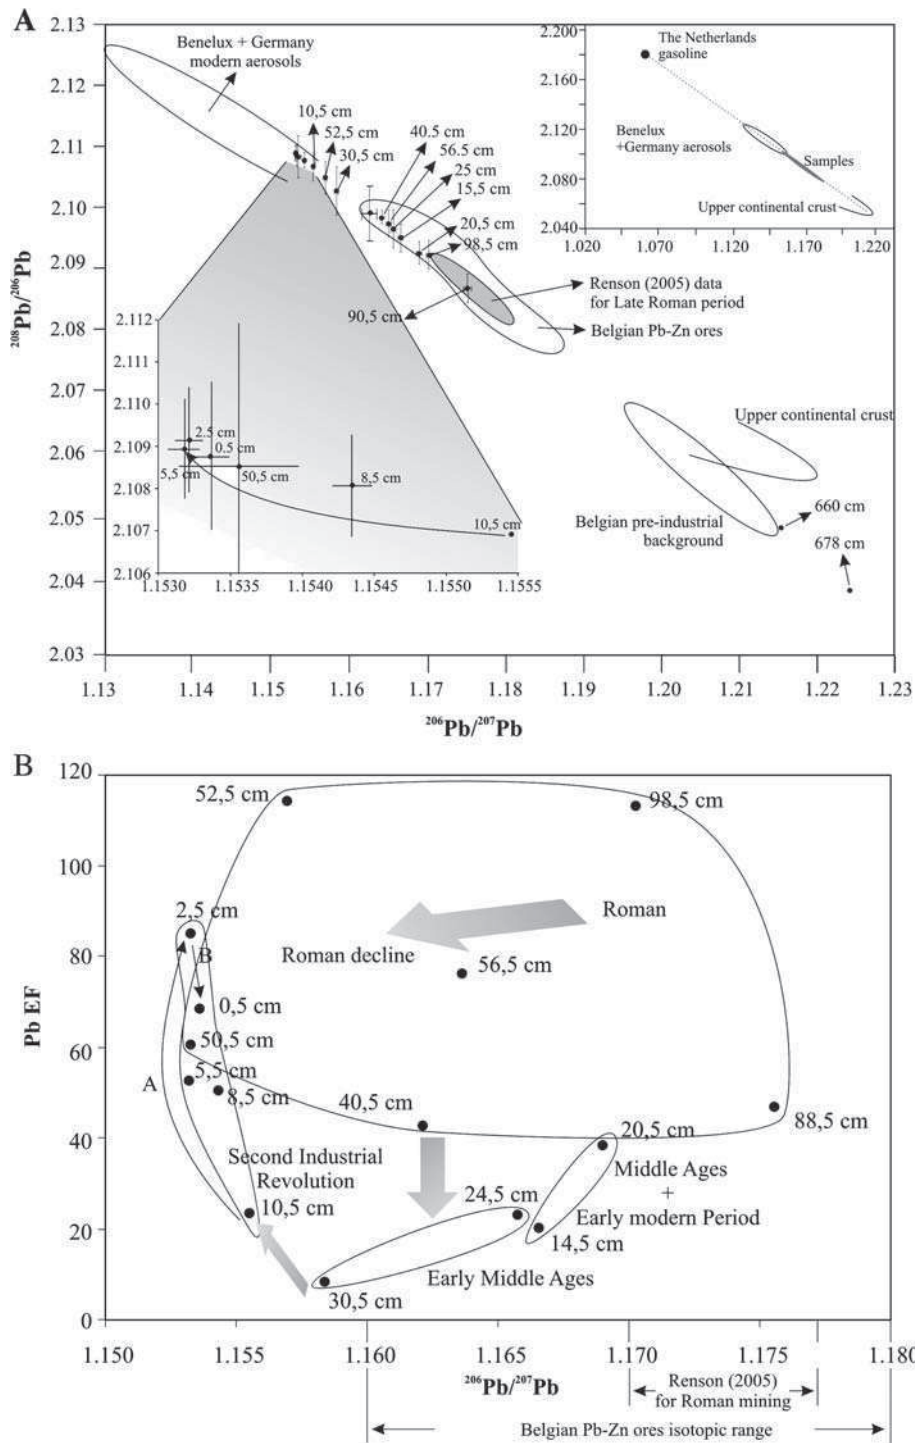 A
2.13
2.12
2.11
2.10
2.09
2.08
2.07
2.06
2.05
2.04
2.03
²⁰⁸Pb/²⁰⁶Pb
Benelux + Germany
modern aerosols
10,5 cm
52,5 cm
30,5 cm
40.5 cm
56.5 cm
25 cm
15,5 cm
20,5 cm
98,5 cm
90,5 cm
Renson (2005) data
for Late Roman period
Belgian Pb-Zn ores
Upper continental crust
Belgian pre-industrial
background
660 cm
678 cm
2.200
2.160
2.120
2.080
2.040
The Netherlands
gasoline
Benelux
+Germany aerosols
Samples
Upper continental crust
1.020
1.070
1.120
1.170
1.220
2.112
2.111
2.110
2.109
2.108
2.107
2.106
2.5 cm
0.5 cm
5,5 cm
50,5 cm
8,5 cm
10,5 cm
1.1530
1.1535
1.1540
1.1545
1.1550
1.1555
1.13
1.14
1.15
1.16
1.17
1.18
1.19
1.20
1.21
1.22
1.23
²⁰⁶Pb/²⁰⁷Pb
B
120
100
80
60
40
20
0
Pb EF
52,5 cm
98,5 cm
2,5 cm
B
Roman
Roman decline
56,5 cm
0,5 cm
50,5 cm
5,5 cm
A
8,5 cm
40,5 cm
88,5 cm
20,5 cm
Second Industrial
Revolution
10,5 cm
24,5 cm
Middle Ages
+
Early modern Period
14,5 cm
Early Middle Ages
30,5 cm
1.150
1.155
1.160
1.165
1.170
1.175
1.180
²⁰⁶Pb/²⁰⁷Pb
Renson (2005)
for Roman mining
Belgian Pb-Zn ores isotopic range